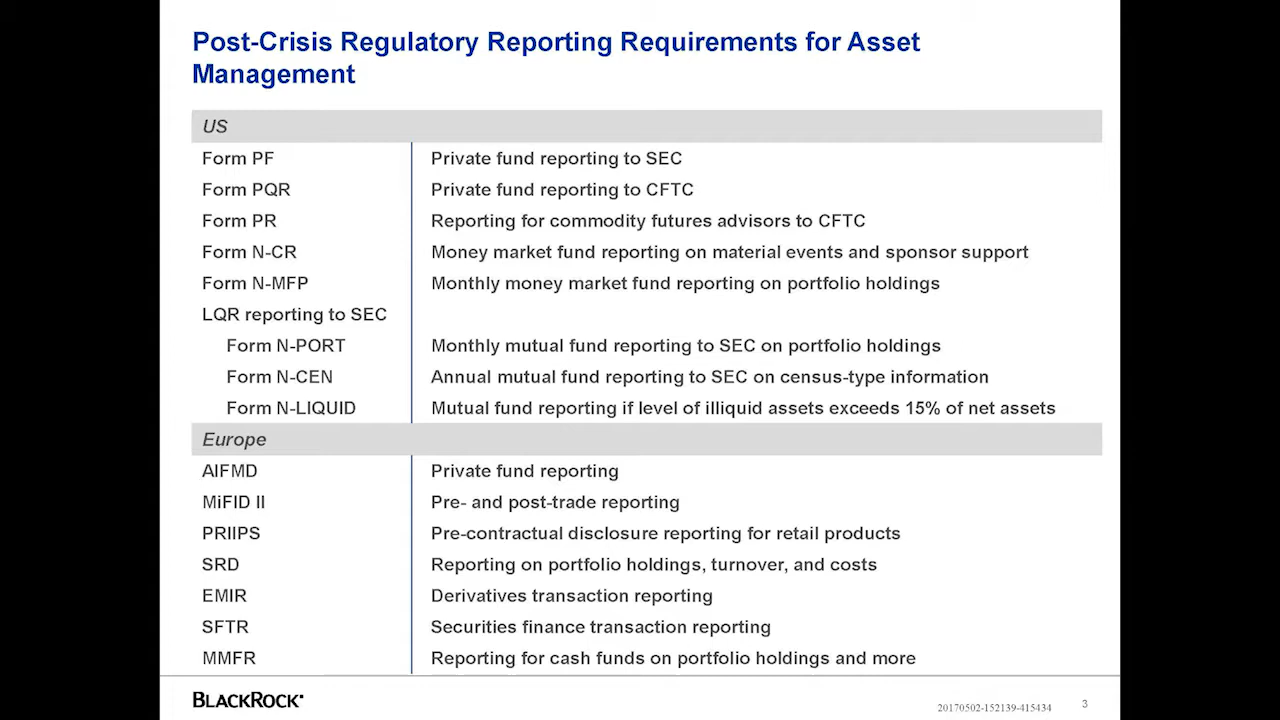 Post-Crisis Regulatory Reporting Requirements for Asset
Management
US
Form PF Private fund reporting to SEC
Form PQR Private fund reporting to CFTC
Form PR Reporting for commodity futures advisors to CFTC
Form N-CR Money market fund reporting on material events and sponsor support
Form N-MFP Monthly money market fund reporting on portfolio holdings
LQR reporting to SEC
Form N-PORT Monthly mutual fund reporting to SEC on portfolio holdings
Form N-CEN Annual mutual fund reporting to SEC on census-type information
Form N-LIQUID Mutual fund reporting if level of illiquid assets exceeds 15% of net assets
Europe
AIFMD Private fund reporting
MiFID II Pre- and post-trade reporting
PRIIPS Pre-contractual disclosure reporting for retail products
SRD Reporting on portfolio holdings, turnover, and costs
EMIR Derivatives transaction reporting
SFTR Securities finance transaction reporting
MMFR Reporting for cash funds on portfolio holdings and more
BLACKROCK
20170502-152139-415434 3